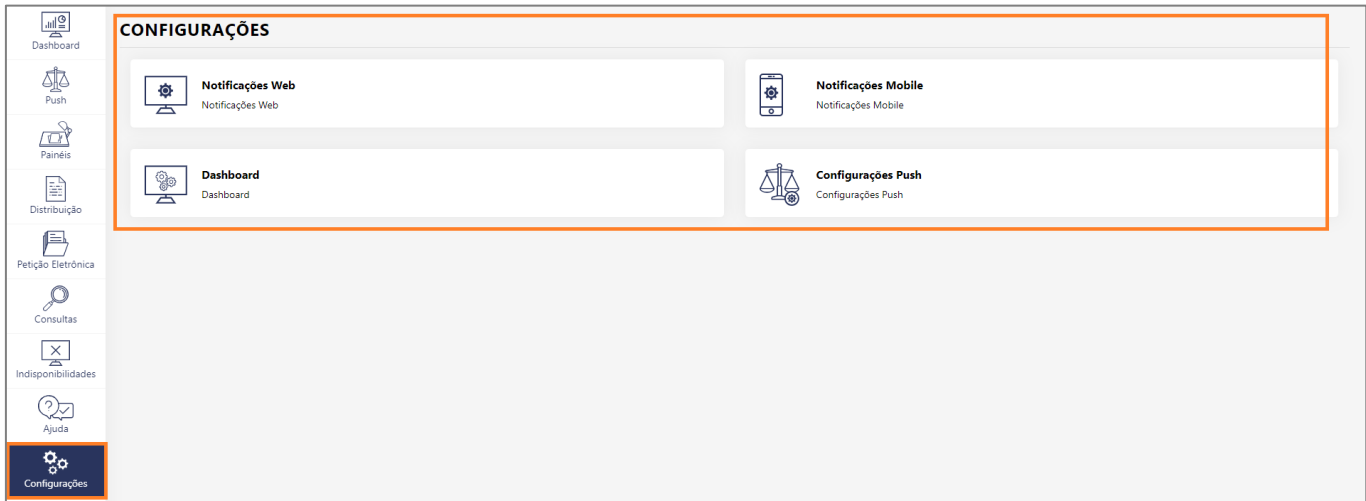 Dashboard
Push
Painéis
Distribuição
Petição Eletrônica
Consultas
Indisponibilidades
Ajuda
Configurações
CONFIGURAÇÕES
Notificações Web
Notificações Web
Notificações Mobile
Notificações Mobile
Dashboard
Dashboard
Configurações Push
Configurações Push